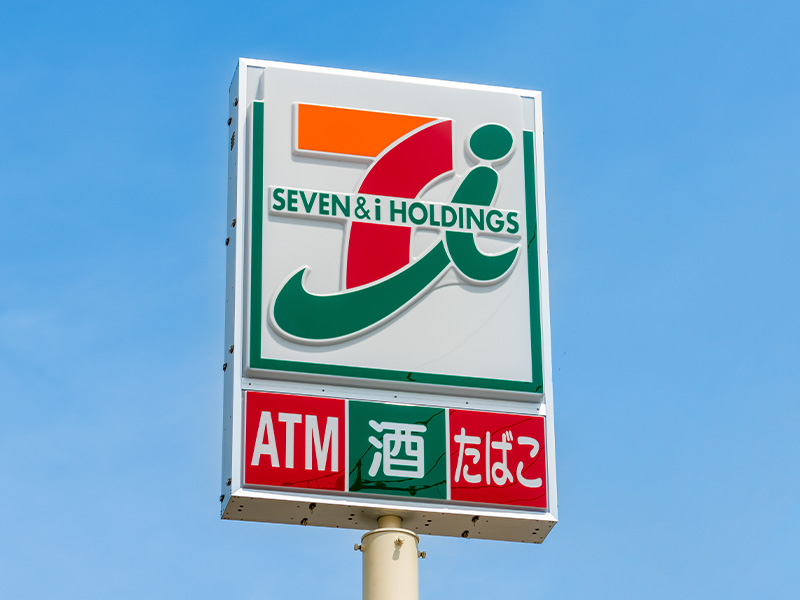 SEVEN & i HOLDINGS
ATM 酒 たばこ